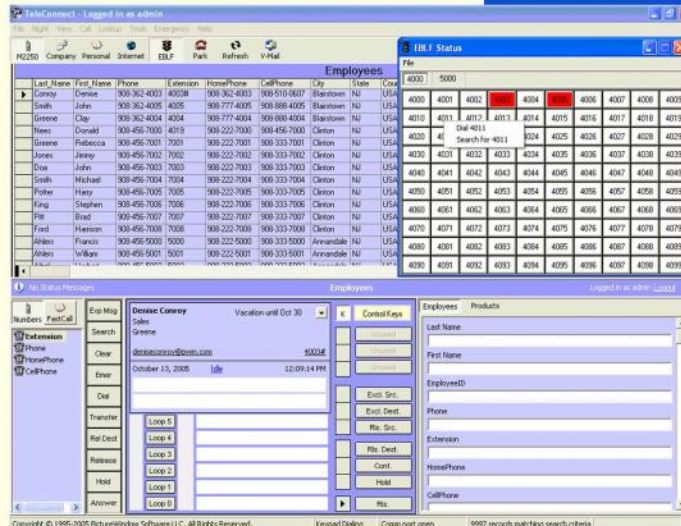 TeleConnect - Logged in as admin
File Night View Call Lookup Tools Emergency Help
M2250 Company Personal Internet EBLF Park Refresh V-Mail
Employees
Last_Name First_Name Phone Extension HomePhone CellPhone City State
Conroy Denise 908-362-4003 4003# 908-362-4003 908-510-0687 Blairstown NJ USA
Smith John 908-362-4005 4005 908-777-4005 908-888-4005 Blairstown NJ USA
Greene Clay 908-362-4004 4004 908-777-4004 908-888-4004 Blairstown NJ USA
Nees Donald 908-456-7000 4019 908-222-7000 908-456-7000 Clinton NJ USA
Greene Rebecca 908-456-7001 7001 908-222-7001 908-333-7001 Clinton NJ USA
Jones Jimmy 908-456-7002 7002 908-222-7002 908-333-7002 Clinton NJ USA
Doe John 908-456-7003 7003 908-222-7003 908-333-7003 Clinton NJ USA
Smith Michael 908-456-7004 7004 908-222-7004 908-333-7004 Clinton NJ USA
Potter Harry 908-456-7005 7005 908-222-7005 908-333-7005 Clinton NJ USA
King Stephen 908-456-7006 7006 908-222-7006 908-333-7006 Clinton NJ USA
Pitt Brad 908-456-7007 7007 908-222-7007 908-333-7007 Clinton NJ USA
Ford Harrison 908-456-7008 7008 908-222-7008 908-333-7008 Clinton NJ USA
Ahlers Francis 908-456-5000 5000 908-222-5000 908-333-5000 Annandale NJ USA
Ahlers William 908-456-5001 5001 908-222-5001 908-333-5001 Annandale NJ USA
EBLF Status
File
4000 5000
4000 4001 4002 4003 4004 4005 4006 4007 4008 4009
4010 4011 4012 4013 4014 4015 4016 4017 4018 4019
Dial 4011
Search for 4011
4020 4024 4025 4026 4027 4028 4029
4030 4031 4032 4033 4034 4035 4036 4037 4038 4039
4040 4041 4042 4043 4044 4045 4046 4047 4048 4049
4050 4051 4052 4053 4054 4055 4056 4057 4058 4059
4060 4061 4062 4063 4064 4065 4066 4067 4068 4069
4070 4071 4072 4073 4074 4075 4076 4077 4078 4079
4080 4081 4082 4083 4084 4085 4086 4087 4088 4089
4090 4091 4092 4093 4094 4095 4096 4097 4098 4099
No Status Messages Employees Logged in as admin Logout
Numbers FastCall
Extension
Phone
HomePhone
CellPhone
Exp Msg
Search
Clear
Enter
Dial
Transfer
Rel Dest
Release
Hold
Answer
Denise Conroy Vacation until Oct 30
Sales
Greene
deniseconroy@pwin.com 4003#
October 13, 2005 Idle 12:09:14 PM
Loop 5
Loop 4
Loop 3
Loop 2
Loop 1
Loop 0
K Control Keys
Unused
Unused
Unused
Excl. Src.
Excl. Dest.
Rls. Src.
Rls. Dest.
Conf.
Hold
Rls.
Employees Products
Last Name
First Name
EmployeeID
Phone
Extension
HomePhone
CellPhone
Copyright © 1995-2005 PictureWindow Software LLC. All Rights Reserved. Keypad Dialing Comm port open 9997 records matching search criteria